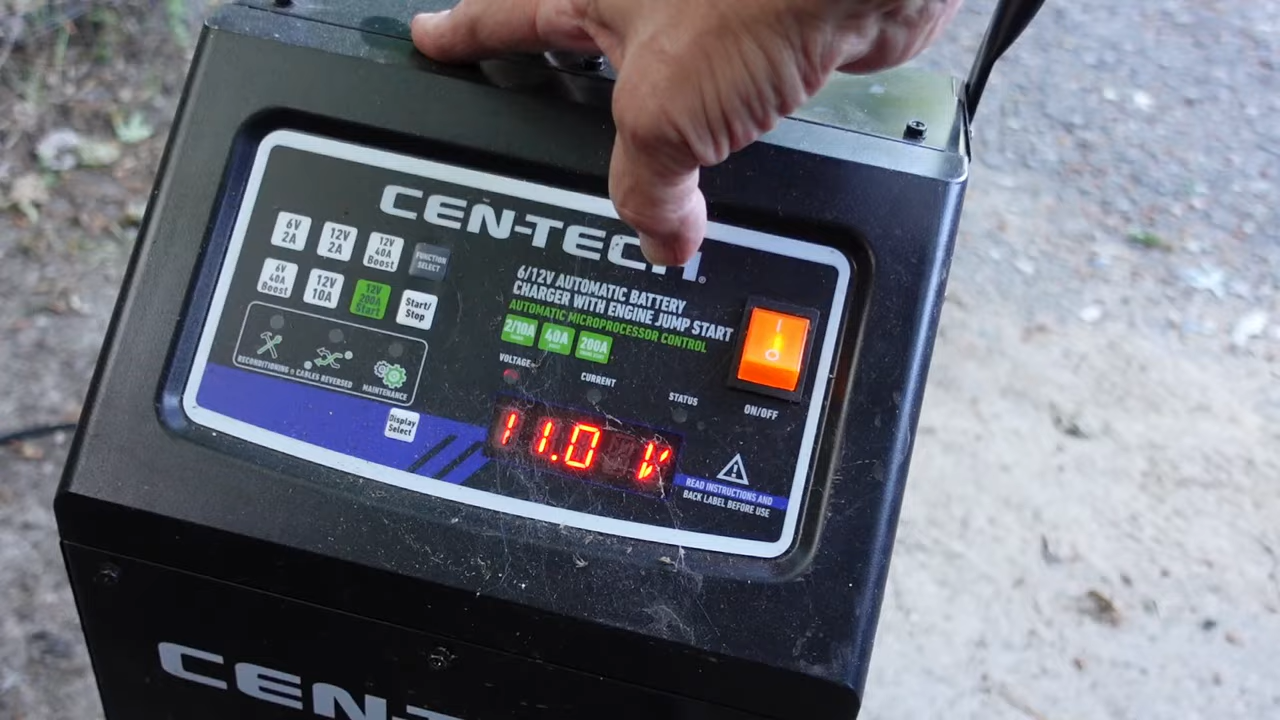 CEN-TECH®
6V
2A
12V
2A
12V
40A
Boost
FUNCTION
SELECT
6V
40A
Boost
12V
10A
12V
200A
Start
Start/
Stop
6/12V AUTOMATIC BATTERY
CHARGER WITH ENGINE JUMP START
AUTOMATIC MICROPROCESSOR CONTROL
2/10A
40A
200A
RECONDITIONING
CABLES REVERSED
MAINTENANCE
VOLTAGE
CURRENT
STATUS
ON/OFF
Display
Select
11.0 V
READ INSTRUCTIONS AND
BACK LABEL BEFORE USE
CEN-T